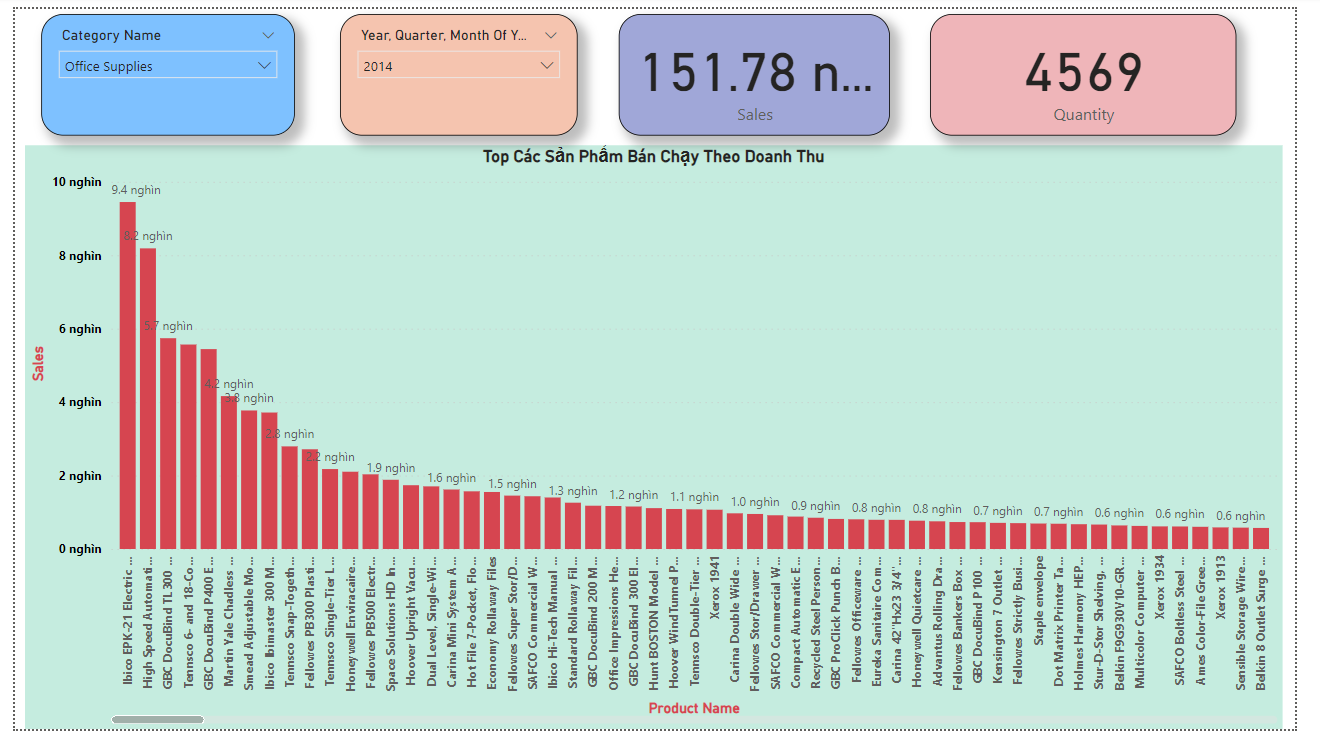 Category Name
Office Supplies
Year, Quarter, Month Of Y...
2014
151.78 n...
Sales
4569
Quantity
Top Các Sản Phẩm Bán Chạy Theo Doanh Thu
Sales
10 nghìn
8 nghìn
6 nghìn
4 nghìn
2 nghìn
0 nghìn
9.4 nghìn
8.2 nghìn
5.7 nghìn
4.2 nghìn
3.8 nghìn
2.8 nghìn
2.2 nghìn
1.9 nghìn
1.6 nghìn
1.5 nghìn
1.3 nghìn
1.2 nghìn
1.1 nghìn
1.0 nghìn
0.9 nghìn
0.8 nghìn
0.8 nghìn
0.7 nghìn
0.7 nghìn
0.6 nghìn
0.6 nghìn
0.6 nghìn
Ibico EPK-21 Electric ...
High Speed Automati...
GBC DocuBind TL300 ...
Tennsco 6- and 18-Co...
GBC DocuBind P400 E...
Martin Yale Chadless ...
Smead Adjustable Mo...
Ibico Ibimaster 300 M...
Tennsco Snap-Togeth...
Fellowes PB300 Plasti...
Tennsco Single-Tier L...
Honeywell Enviracaire...
Fellowes PB500 Electr...
Space Solutions HD In...
Hoover Upright Vacu...
Dual Level, Single-Wi...
Carina Mini System A...
Hot File 7-Pocket, Flo...
Economy Rollaway Files
Fellowes Super Stor/D...
SAFCO Commercial W...
Ibico Hi-Tech Manual ...
Standard Rollaway Fil...
GBC DocuBind 200 M...
Office Impressions He...
GBC DocuBind 300 El...
Hunt BOSTON Model ...
Hoover WindTunnel P...
Tennsco Double-Tier ...
Xerox 1941
Carina Double Wide ...
Fellowes Stor/Drawer ...
SAFCO Commercial W...
Compact Automatic E...
Recycled Steel Person...
GBC ProClick Punch B...
Fellowes Officeware ...
Eureka Sanitaire Com...
Carina 42"Hx23 3/4"...
Honeywell Quietcare ...
Advantus Rolling Dra...
Fellowes Bankers Box ...
GBC DocuBind P100 ...
Kensington 7 Outlet ...
Fellowes Strictly Busi...
Staple envelope
Dot Matrix Printer Ta...
Holmes Harmony HEP...
Stur-D-Stor Shelving, ...
Belkin F9G930V10-GR...
Multicolor Computer ...
Xerox 1934
SAFCO Boltless Steel ...
Ames Color-File Gree...
Xerox 1913
Sensible Storage Wire...
Belkin 8 Outlet Surge ...
Product Name